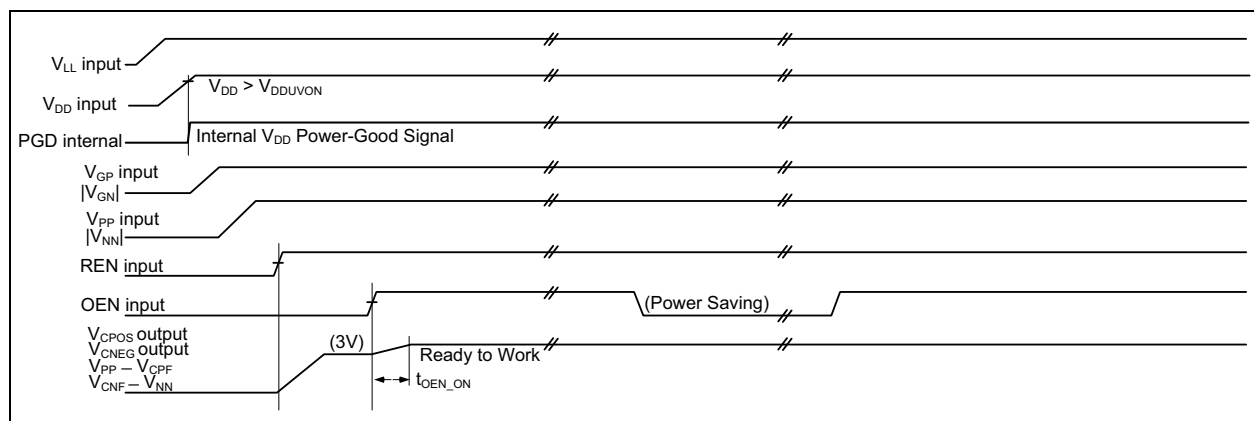 V_LL input
V_DD input
V_DD > V_DDUVON
PGD internal
Internal V_DD Power-Good Signal
V_GP input
|V_GN|
V_PP input
|V_NN|
REN input
OEN input
(Power Saving)
V_CPOS output
V_CNEG output
V_PP – V_CPF
V_CNF – V_NN
(3V)
Ready to Work
t_OEN_ON